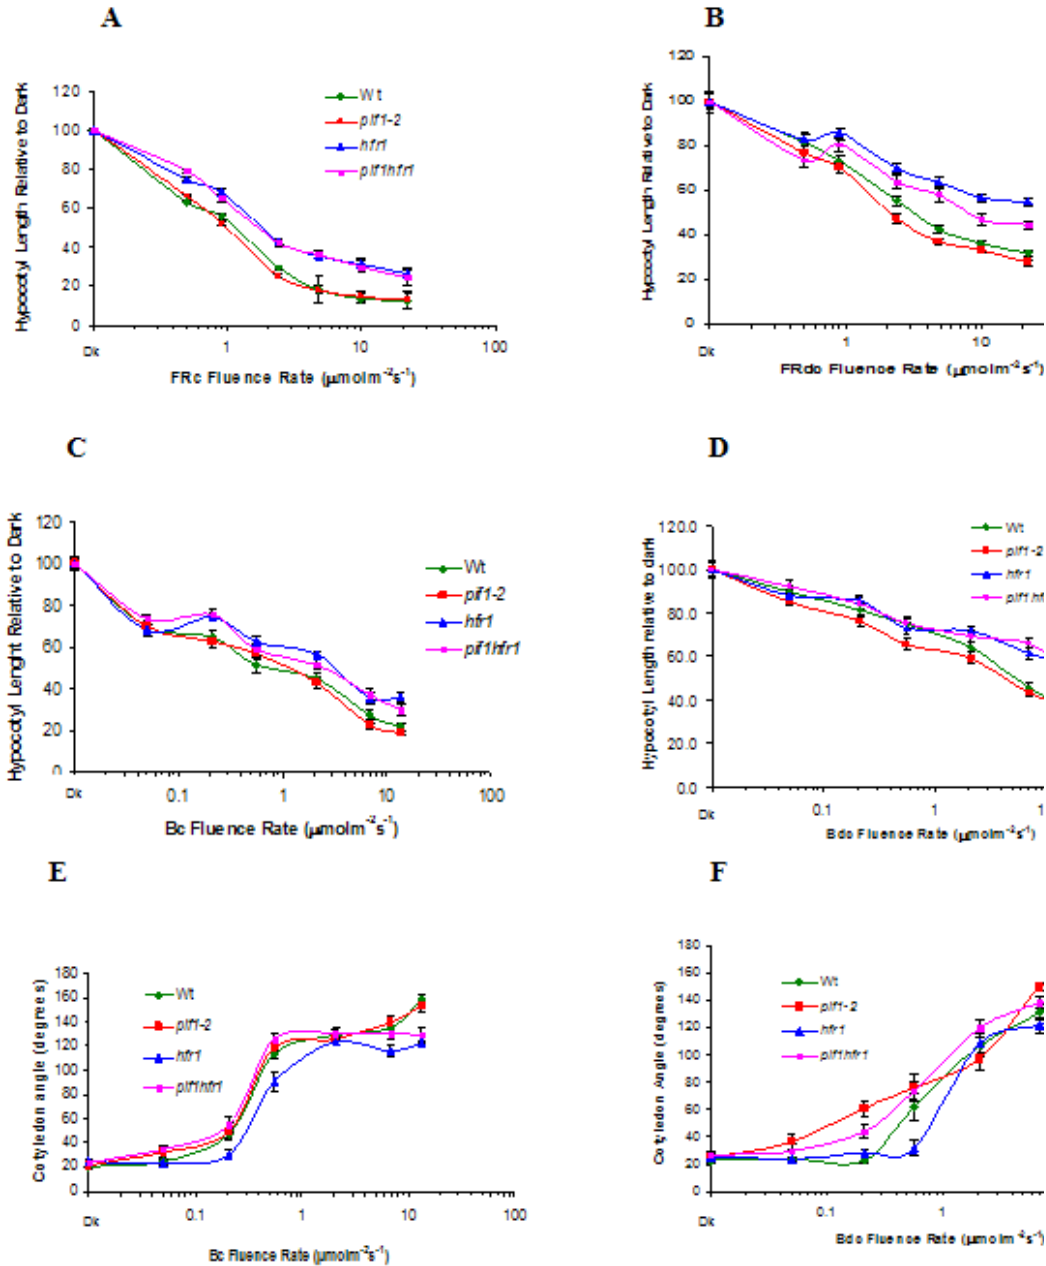 A
Hypocotyl Length Relative to Dark
120
100
80
60
40
20
0
Wt
pif1-2
hfr1
pif1hfr1
Dk
1
10
100
FRc Fluence Rate (μmolm⁻²s⁻¹)
B
Hypocotyl Length Relative to Dark
120
100
80
60
40
20
0
Dk
1
10
FRdc Fluence Rate (μmolm⁻²s⁻¹)
C
Hypocotyl Lenght Relative to Dark
120
100
80
60
40
20
0
Wt
pif1-2
hfr1
pif1hfr1
Dk
0.1
1
10
100
Bc Fluence Rate (μmolm⁻²s⁻¹)
D
Hypocotyl Length relative to dark
120.0
100.0
80.0
60.0
40.0
20.0
0.0
Wt
pif1-2
hfr1
pif1hf
Dk
0.1
1
Bdc Fluence Rate (μmolm⁻²s⁻¹)
E
Cotyledon angle (degrees)
180
160
140
120
100
80
60
40
20
0
Wt
pif1-2
hfr1
pif1hfr1
Dk
0.1
1
10
100
Bc Fluence Rate (μmolm⁻²s⁻¹)
F
Cotyledon Angle (degrees)
180
160
140
120
100
80
60
40
20
0
Wt
pif1-2
hfr1
pif1hfr1
Dk
0.1
1
Bdc Fluence Rate (μmolm⁻²s⁻¹)